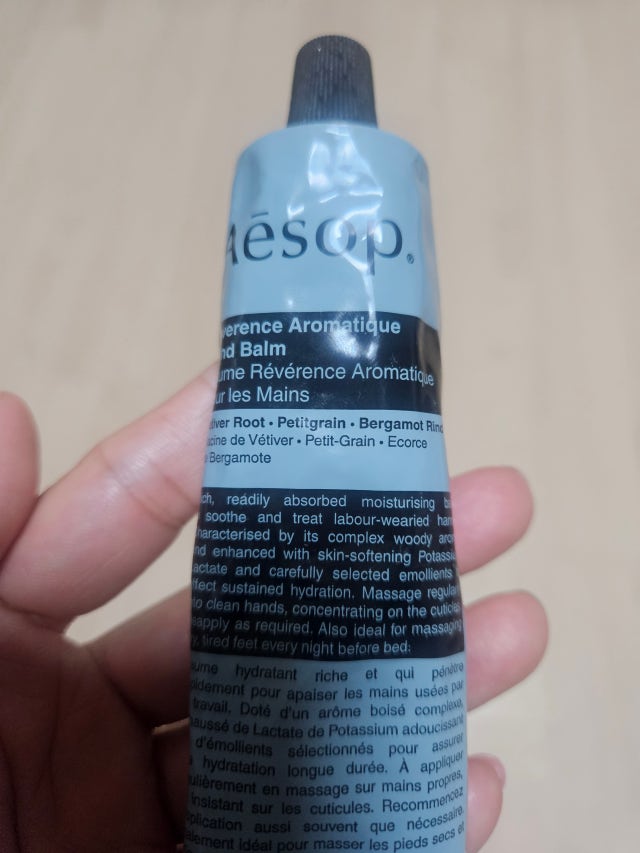 Aēsop.®
verence Aromatique
nd Balm
ume Révérence Aromatique
ur les Mains
tiver Root • Petitgrain • Bergamot Rind
acine de Vétiver • Petit-Grain • Ecorce
e Bergamote
ch, readily absorbed moisturising b
soothe and treat labour-wearied han
haracterised by its complex woody aro
nd enhanced with skin-softening Potassiu
actate and carefully selected emollients
ffect sustained hydration. Massage regular
to clean hands, concentrating on the cuticles
eapply as required. Also ideal for massaging
y, tired feet every night before bed.
aume hydratant riche et qui pénètre
pidement pour apaiser les mains usées par
travail. Doté d'un arôme boisé complexe,
aussé de Lactate de Potassium adoucissant
d'émollients sélectionnés pour assurer
e hydratation longue durée. À appliquer
ulièrement en massage sur mains propres,
insistant sur les cuticules. Recommencez
plication aussi souvent que nécessaire.
alement idéal pour masser les pieds secs et